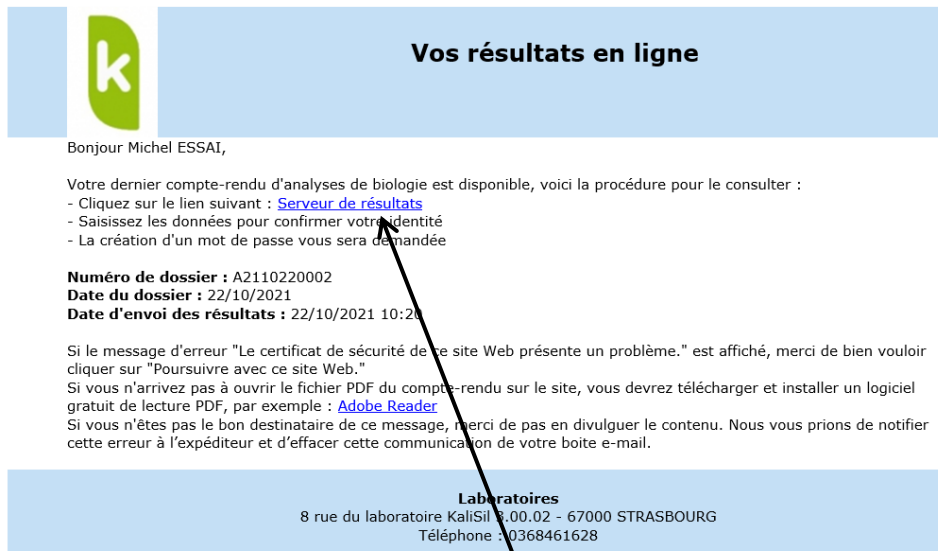 k
Vos résultats en ligne
Bonjour Michel ESSAI,
Votre dernier compte-rendu d'analyses de biologie est disponible, voici la procédure pour le consulter :
- Cliquez sur le lien suivant : Serveur de résultats
- Saisissez les données pour confirmer votre identité
- La création d'un mot de passe vous sera demandée
Numéro de dossier : A2110220002
Date du dossier : 22/10/2021
Date d'envoi des résultats : 22/10/2021 10:20
Si le message d'erreur "Le certificat de sécurité de ce site Web présente un problème." est affiché, merci de bien vouloir
cliquer sur "Poursuivre avec ce site Web."
Si vous n'arrivez pas à ouvrir le fichier PDF du compte-rendu sur le site, vous devrez télécharger et installer un logiciel
gratuit de lecture PDF, par exemple : Adobe Reader
Si vous n'êtes pas le bon destinataire de ce message, merci de pas en divulguer le contenu. Nous vous prions de notifier
cette erreur à l’expéditeur et d’effacer cette communication de votre boite e-mail.
Laboratoires
8 rue du laboratoire KaliSil 3.00.02 - 67000 STRASBOURG
Téléphone : 0368461628